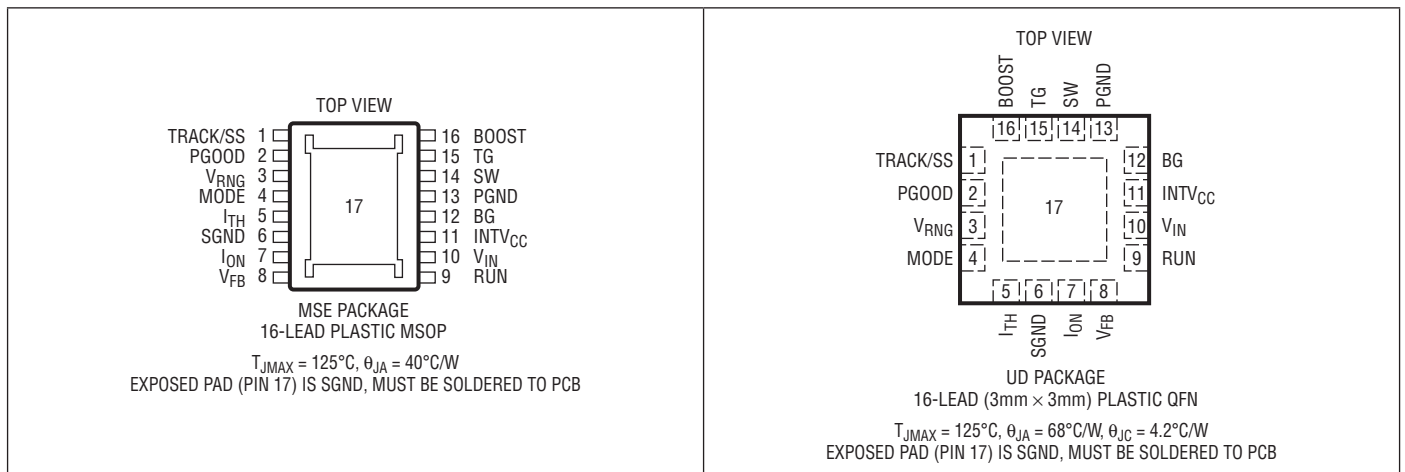 TOP VIEW
TRACK/SS 1
PGOOD 2
VRNG 3
MODE 4
ITH 5
SGND 6
ION 7
VFB 8
16 BOOST
15 TG
14 SW
13 PGND
12 BG
11 INTVCC
10 VIN
9 RUN
17
MSE PACKAGE
16-LEAD PLASTIC MSOP
TJMAX = 125°C, θJA = 40°C/W
EXPOSED PAD (PIN 17) IS SGND, MUST BE SOLDERED TO PCB
TOP VIEW
BOOST TG SW PGND
16 15 14 13
TRACK/SS 1
PGOOD 2
VRNG 3
MODE 4
17
12 BG
11 INTVCC
10 VIN
9 RUN
5 6 7 8
ITH SGND ION VFB
UD PACKAGE
16-LEAD (3mm × 3mm) PLASTIC QFN
TJMAX = 125°C, θJA = 68°C/W, θJC = 4.2°C/W
EXPOSED PAD (PIN 17) IS SGND, MUST BE SOLDERED TO PCB